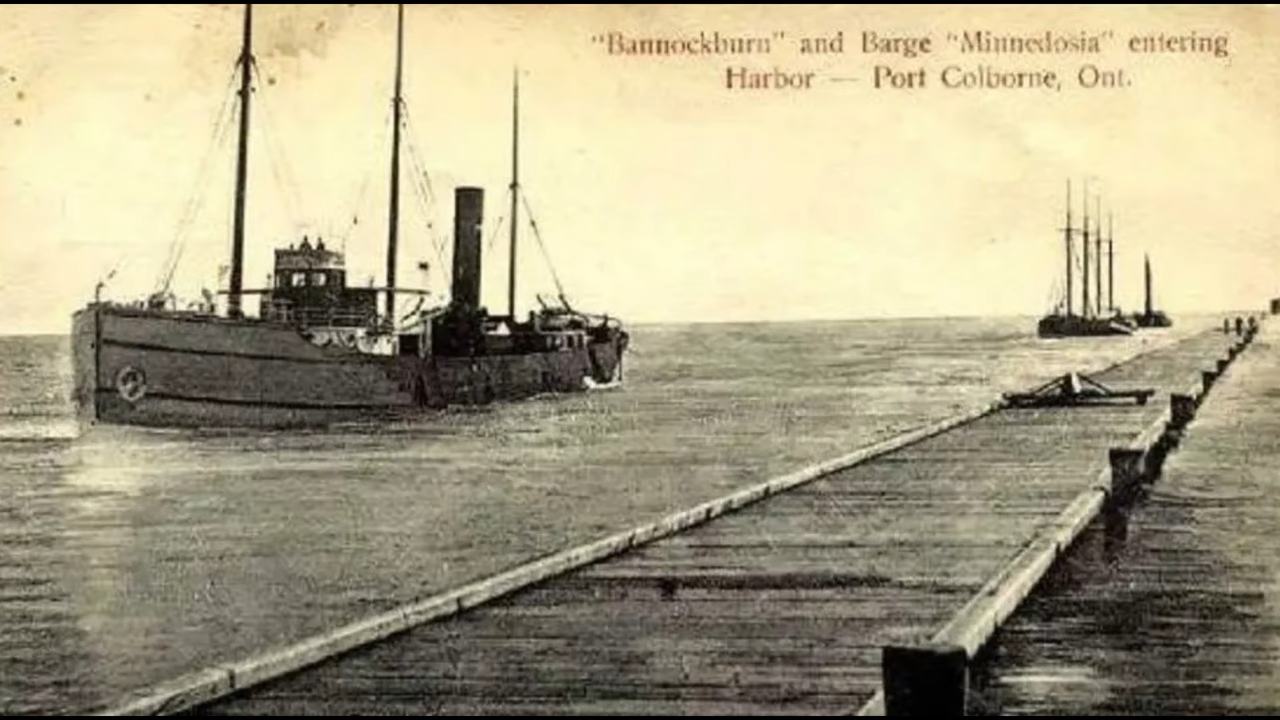 "Bannockburn" and Barge "Minnedosia" entering
Harbor — Port Colborne, Ont.